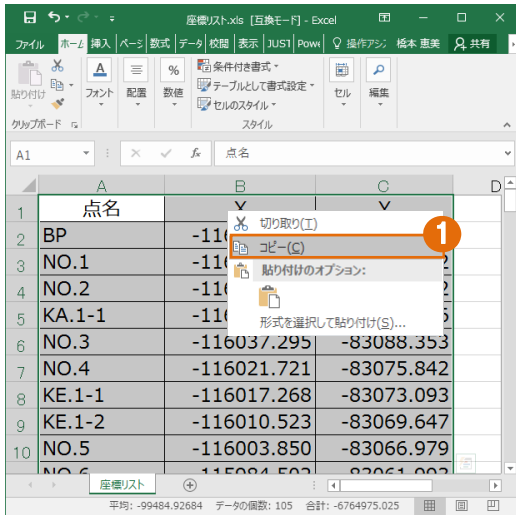 座標リスト.xls [互換モード] - Excel
ファイル ホーム 挿入 ページ 数式 データ 校閲 表示 JUST Powe 操作アシ 橋本 恵美 共有
貼り付け フォント 配置 数値 条件付き書式 テーブルとして書式設定 セルのスタイル セル 編集
クリップボード スタイル
A1 fx 点名
A B C D
1 点名 X Y
2 BP -116
3 NO.1 -116
4 NO.2 -116
5 KA.1-1 -116
6 NO.3 -116037.295 -83088.353
7 NO.4 -116021.721 -83075.842
8 KE.1-1 -116017.268 -83073.093
9 KE.1-2 -116010.523 -83069.647
10 NO.5 -116003.850 -83066.979
切り取り(T)
コピー(C)
1
貼り付けのオプション:
形式を選択して貼り付け(S)...
座標リスト
平均: -99484.92684 データの個数: 105 合計: -6764975.025